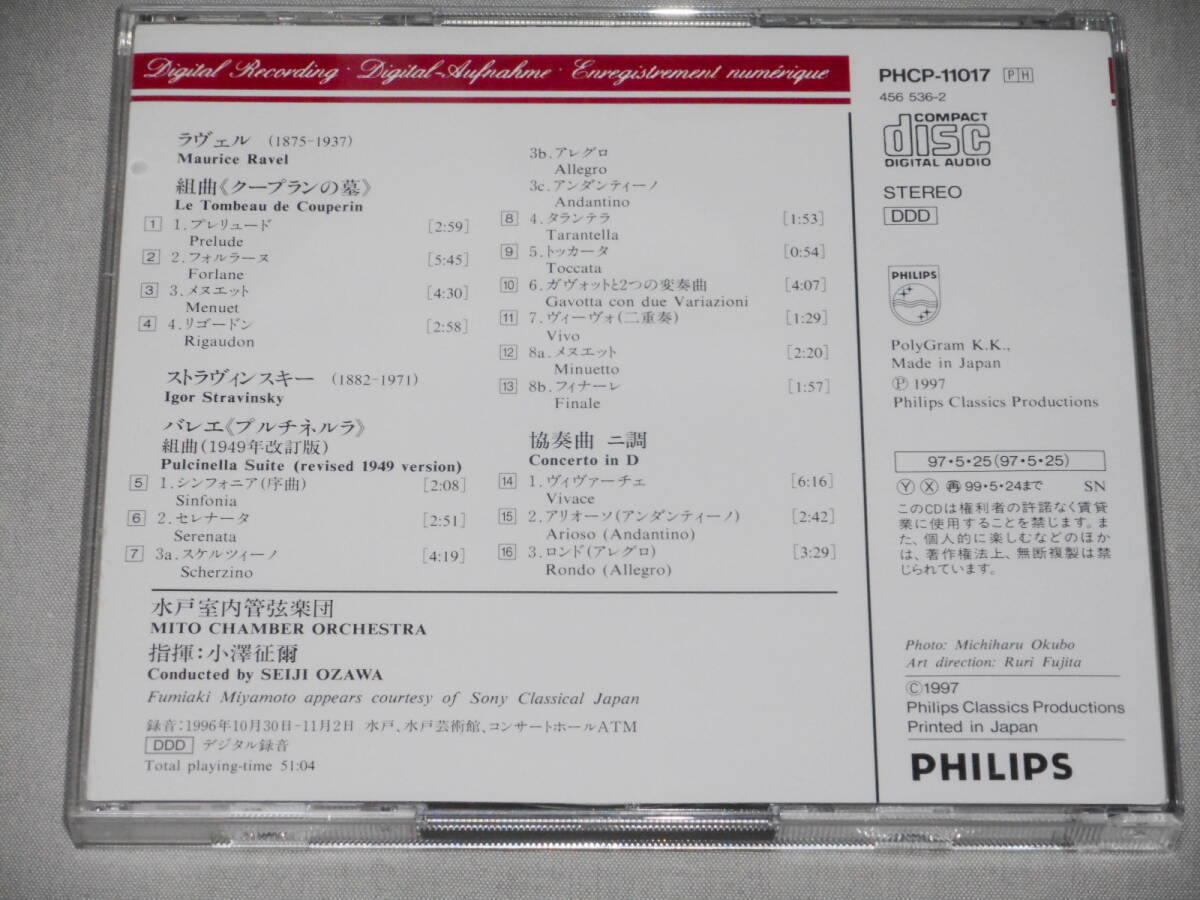 Digital Recording · Digital-Aufnahme · Enregistrement numérique
ラヴェル (1875-1937)
Maurice Ravel
組曲《クープランの墓》
Le Tombeau de Couperin
1 1.プレリュード [2:59]
Prelude
2 2.フォルラーヌ [5:45]
Forlane
3 3.メヌエット [4:30]
Menuet
4 4.リゴードン [2:58]
Rigaudon
ストラヴィンスキー (1882-1971)
Igor Stravinsky
バレエ《プルチネルラ》
組曲(1949年改訂版)
Pulcinella Suite (revised 1949 version)
5 1.シンフォニア(序曲) [2:08]
Sinfonia
6 2.セレナータ [2:51]
Serenata
7 3a.スケルツィーノ [4:19]
Scherzino
3b.アレグロ
Allegro
3c.アンダンティーノ
Andantino
8 4.タランテラ [1:53]
Tarantella
9 5.トッカータ [0:54]
Toccata
10 6.ガヴォットと2つの変奏曲 [4:07]
Gavotta con due Variazioni
11 7.ヴィーヴォ(二重奏) [1:29]
Vivo
12 8a.メヌエット [2:20]
Minuetto
13 8b.フィナーレ [1:57]
Finale
協奏曲 ニ調
Concerto in D
14 1.ヴィヴァーチェ [6:16]
Vivace
15 2.アリオーソ(アンダンティーノ) [2:42]
Arioso (Andantino)
16 3.ロンド(アレグロ) [3:29]
Rondo (Allegro)
水戸室内管弦楽団
MITO CHAMBER ORCHESTRA
指揮:小澤征爾
Conducted by SEIJI OZAWA
Fumiaki Miyamoto appears courtesy of Sony Classical Japan
録音:1996年10月30日-11月2日 水戸、水戸芸術館、コンサートホールATM
DDD デジタル録音
Total playing-time 51:04
PHCP-11017 PH
456 536-2
COMPACT
disc
DIGITAL AUDIO
STEREO
DDD
PHILIPS
PolyGram K.K.,
Made in Japan
Ⓟ 1997
Philips Classics Productions
97・5・25(97・5・25)
Ⓨ Ⓧ 再 99・5・24まで SN
このCDは権利者の許諾なく賃貸
業に使用することを禁じます。ま
た、個人的に楽しむなどのほか
は、著作権法上、無断複製は禁
じられています。
Photo: Michiharu Okubo
Art direction: Ruri Fujita
©1997
Philips Classics Productions
Printed in Japan
PHILIPS